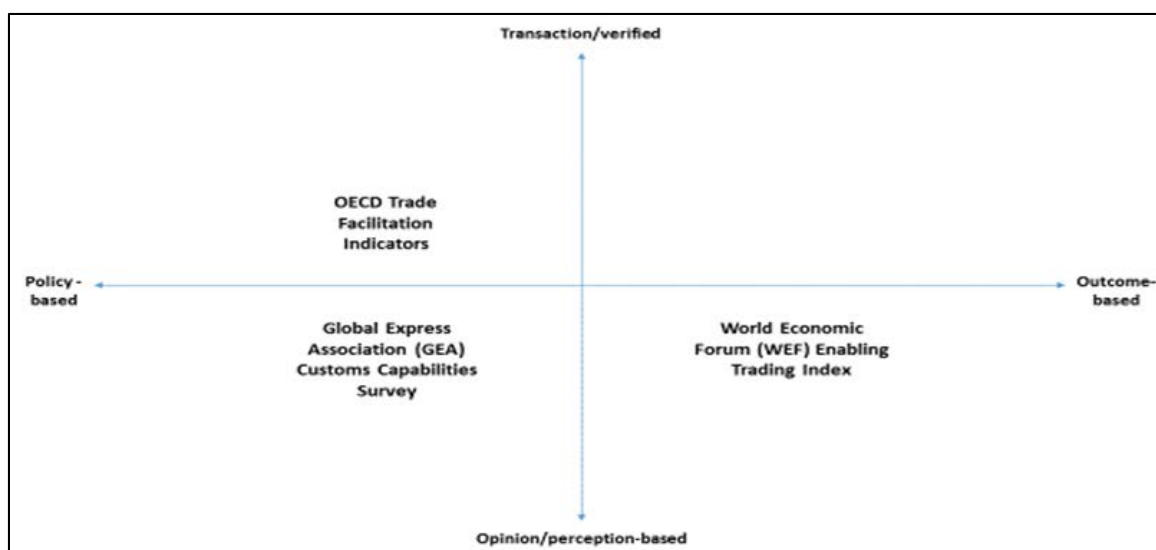 Transaction/verified
OECD Trade
Facilitation
Indicators
Policy-
based
Outcome-
based
Global Express
Association (GEA)
Customs Capabilities
Survey
World Economic
Forum (WEF) Enabling
Trading Index
Opinion/perception-based